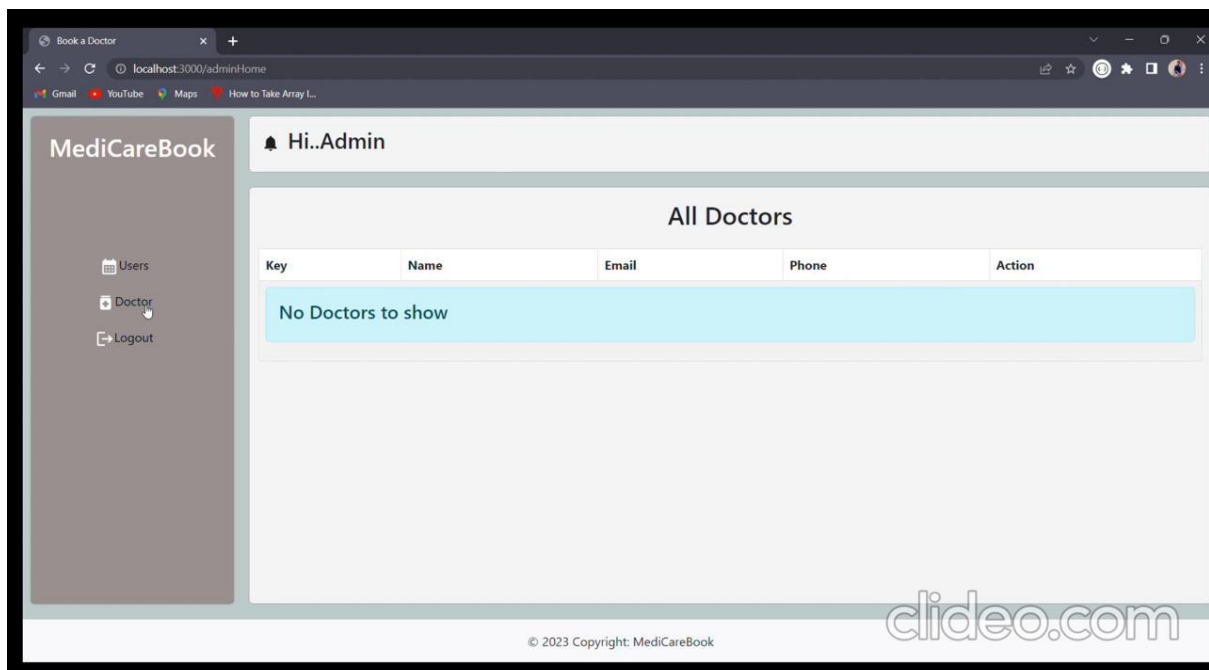 Book a Doctor
localhost:3000/adminHome
Gmail YouTube Maps How to Take Array I...
MediCareBook
Hi..Admin
All Doctors
Users
Doctor
Logout
Key Name Email Phone Action
No Doctors to show
© 2023 Copyright: MediCareBook
clideo.com